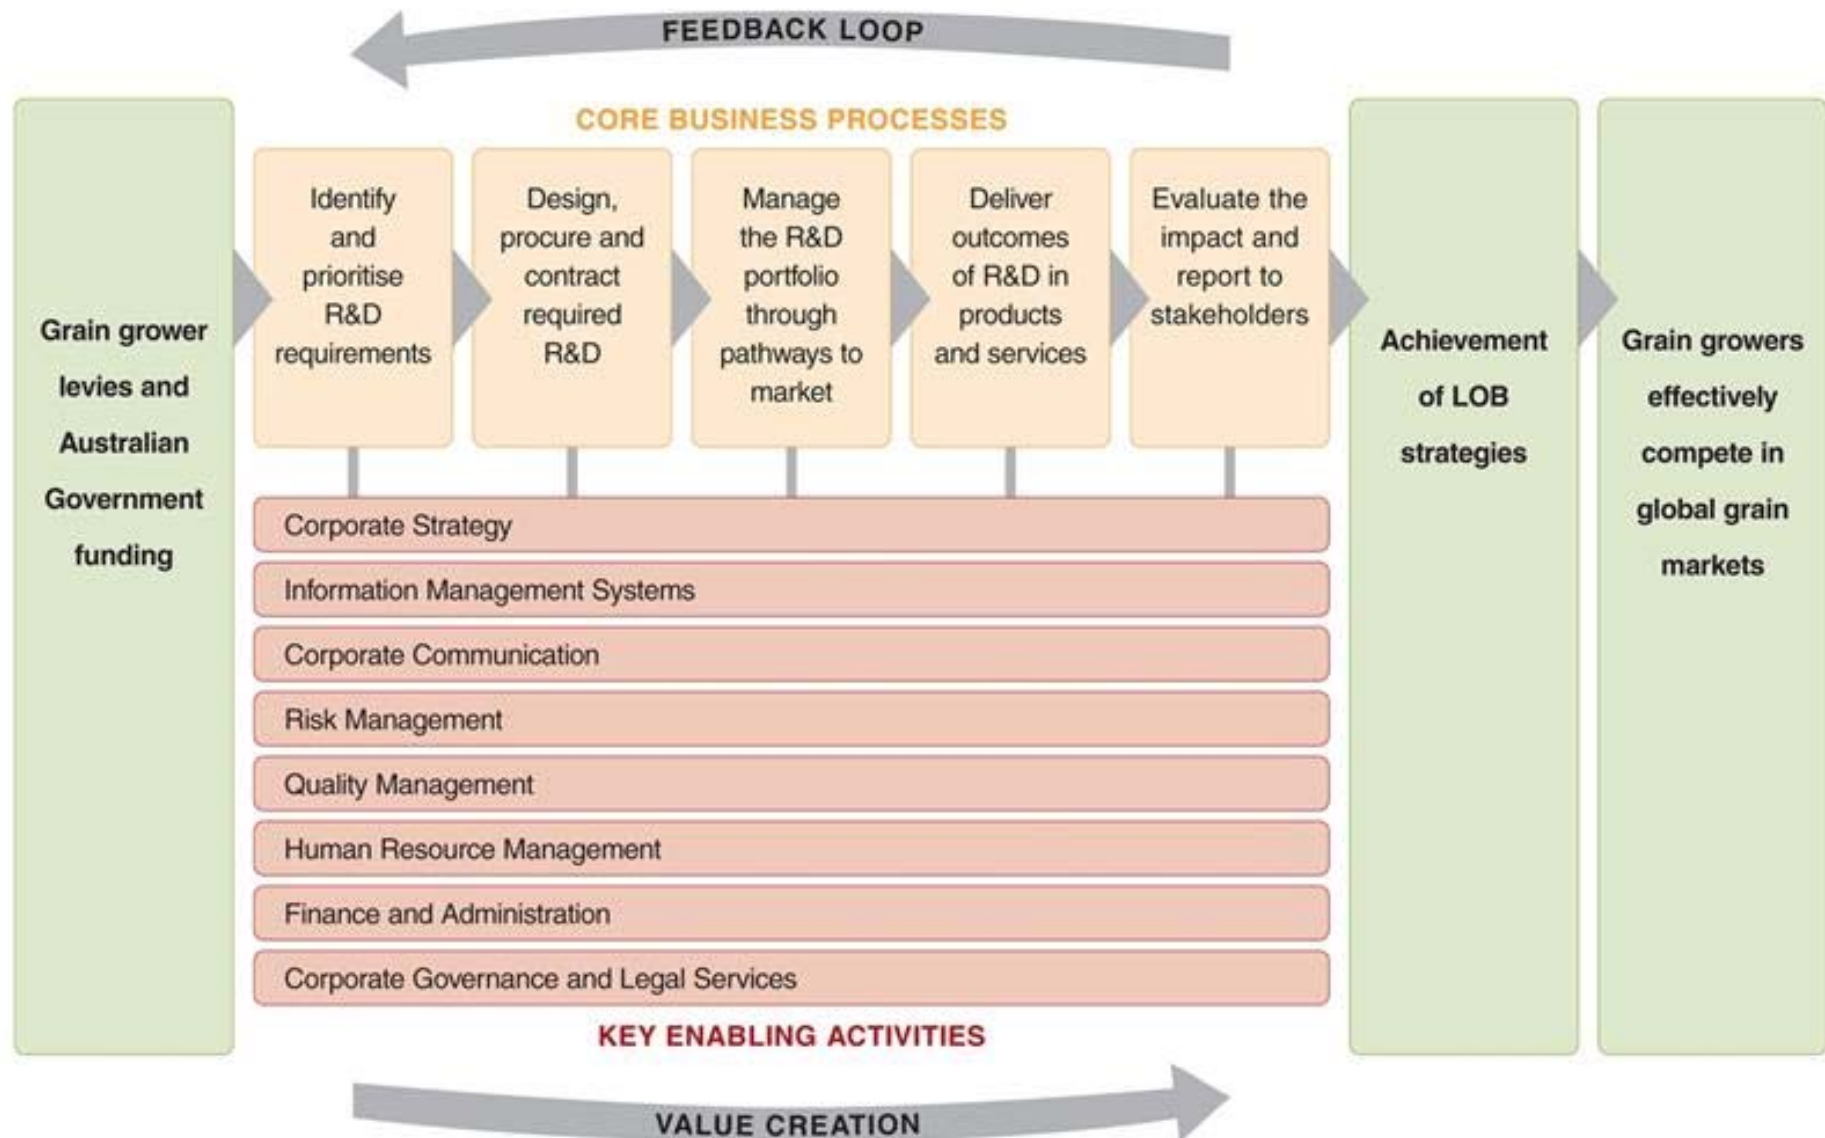 FEEDBACK LOOP
CORE BUSINESS PROCESSES
Grain grower
levies and
Australian
Government
funding
Identify
and
prioritise
R&D
requirements
Design,
procure and
contract
required
R&D
Manage
the R&D
portfolio
through
pathways to
market
Deliver
outcomes
of R&D in
products
and services
Evaluate the
impact and
report to
stakeholders
Achievement
of LOB
strategies
Grain growers
effectively
compete in
global grain
markets
Corporate Strategy
Information Management Systems
Corporate Communication
Risk Management
Quality Management
Human Resource Management
Finance and Administration
Corporate Governance and Legal Services
KEY ENABLING ACTIVITIES
VALUE CREATION